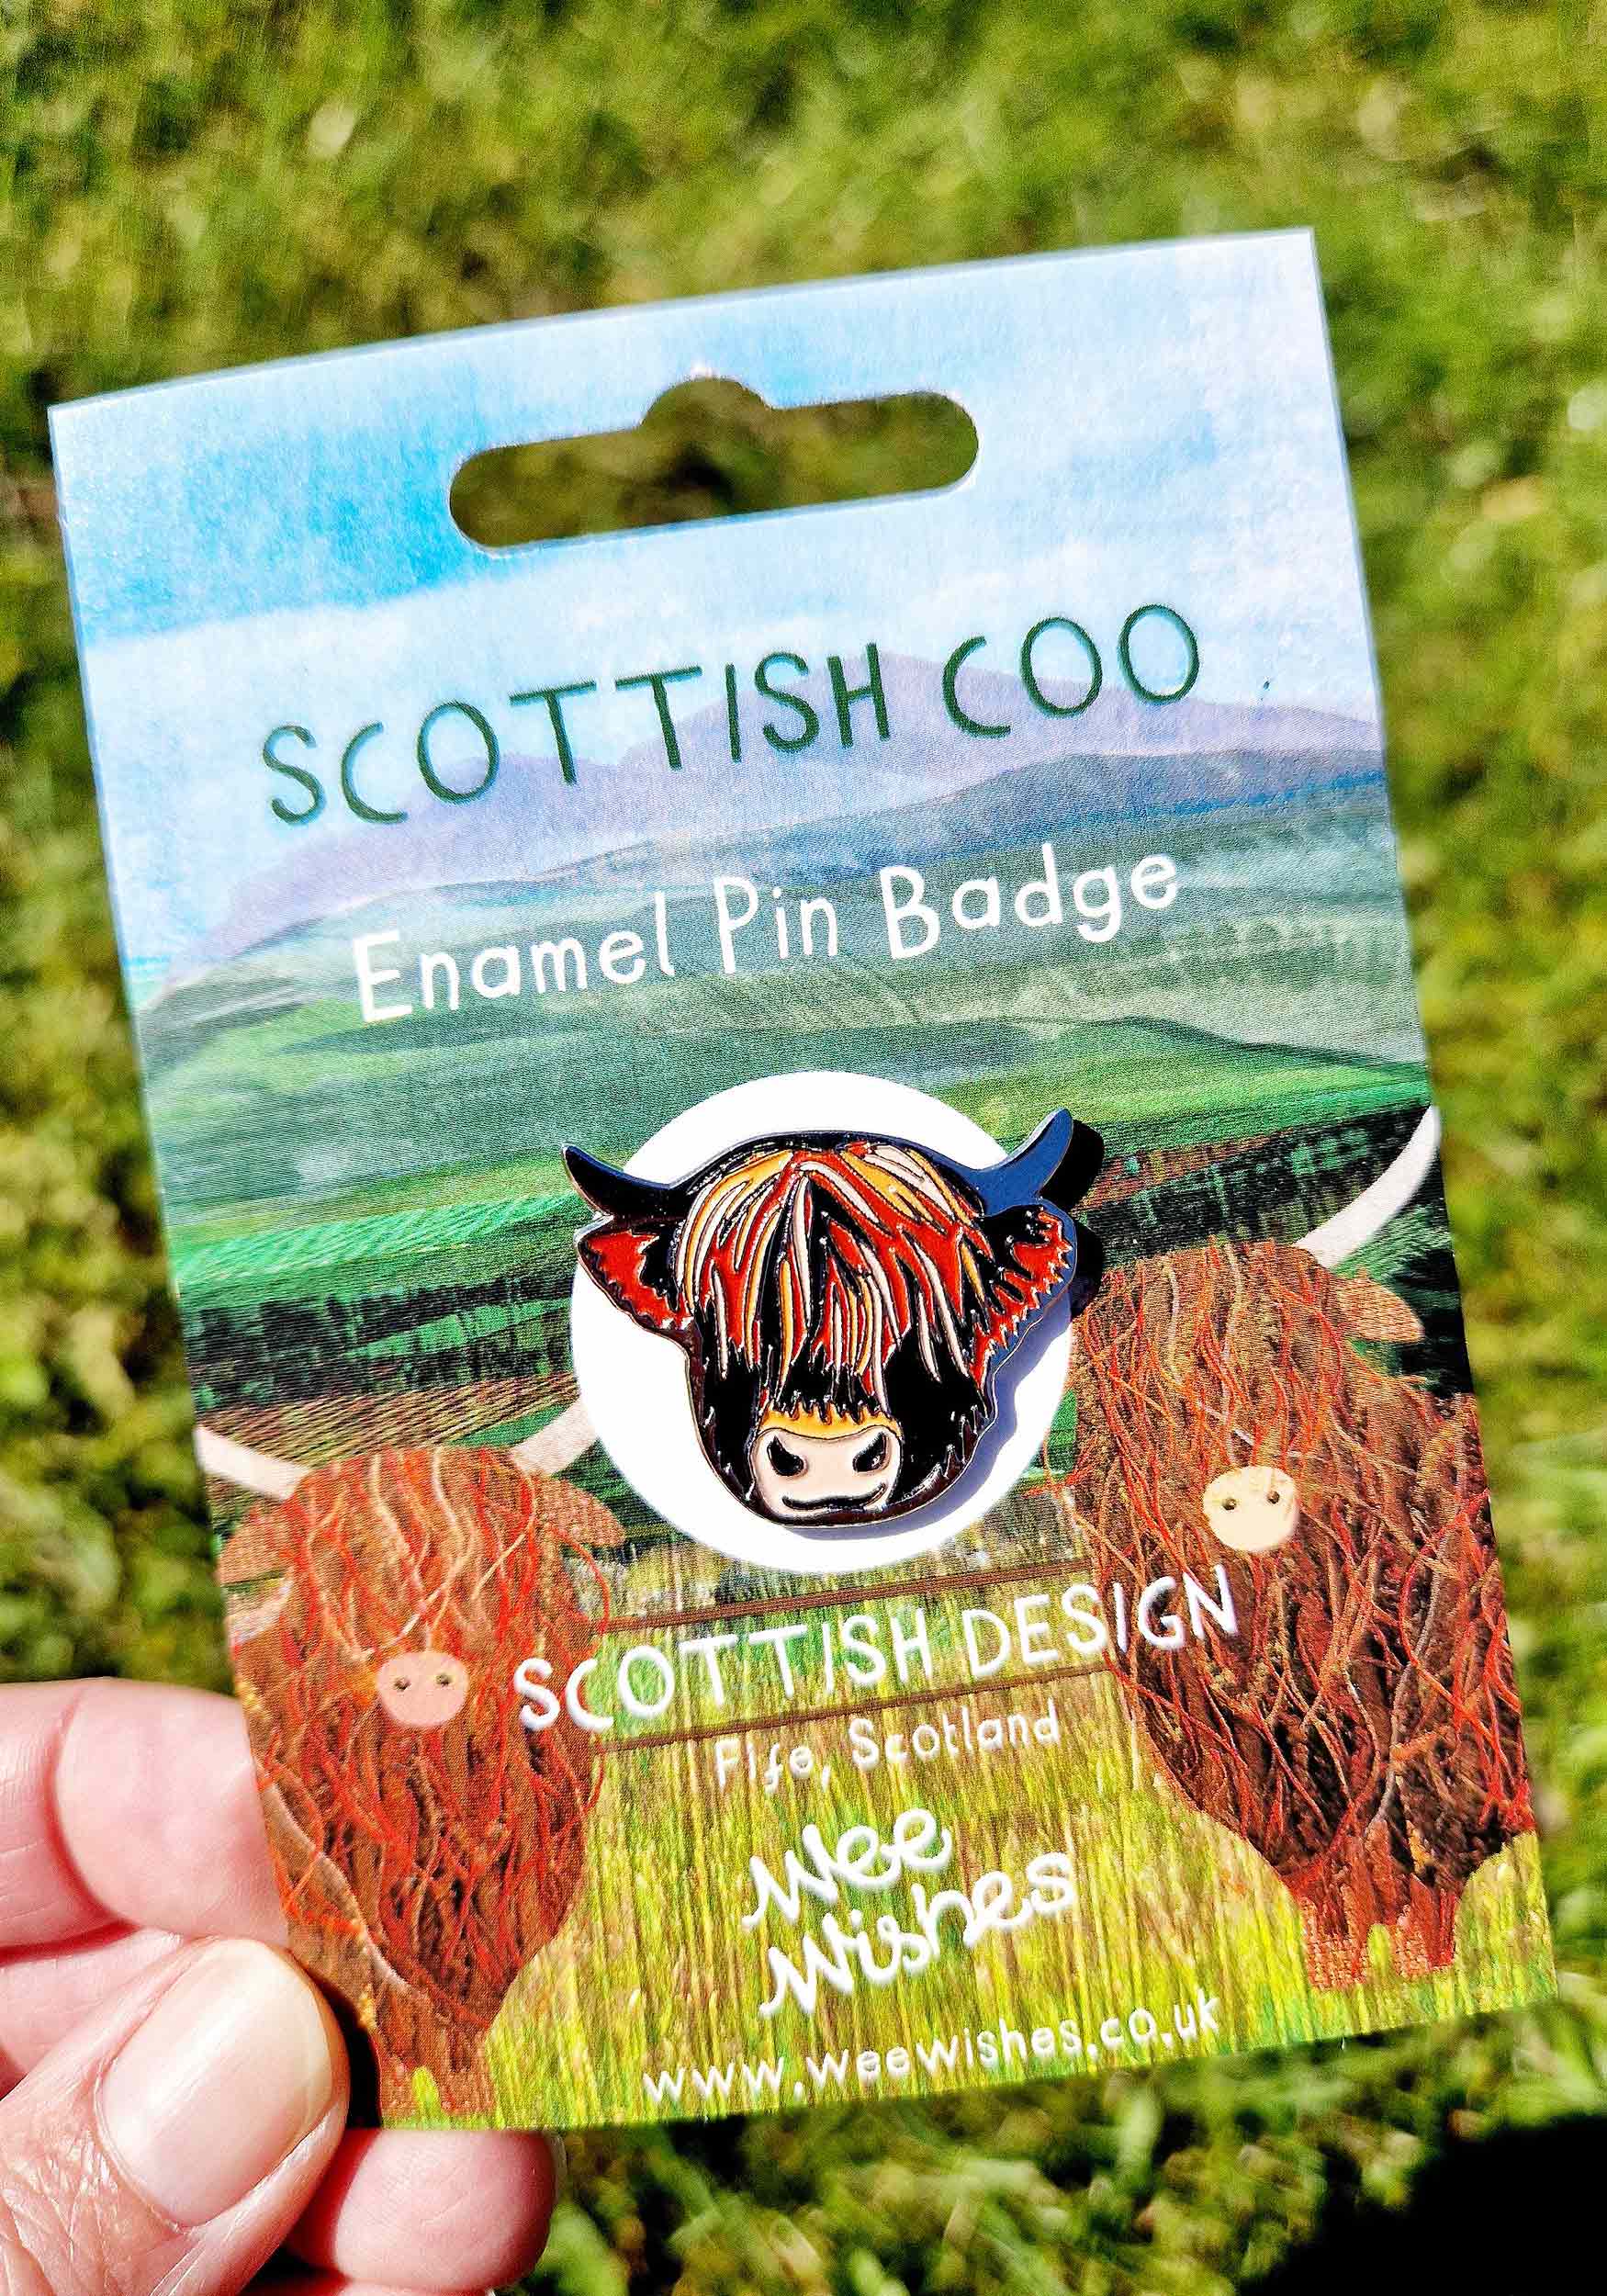 SCOTTISH COO
Enamel Pin Badge
SCOTTISH DESIGN
Fife, Scotland
Wee
Wishes
www.weewishes.co.uk